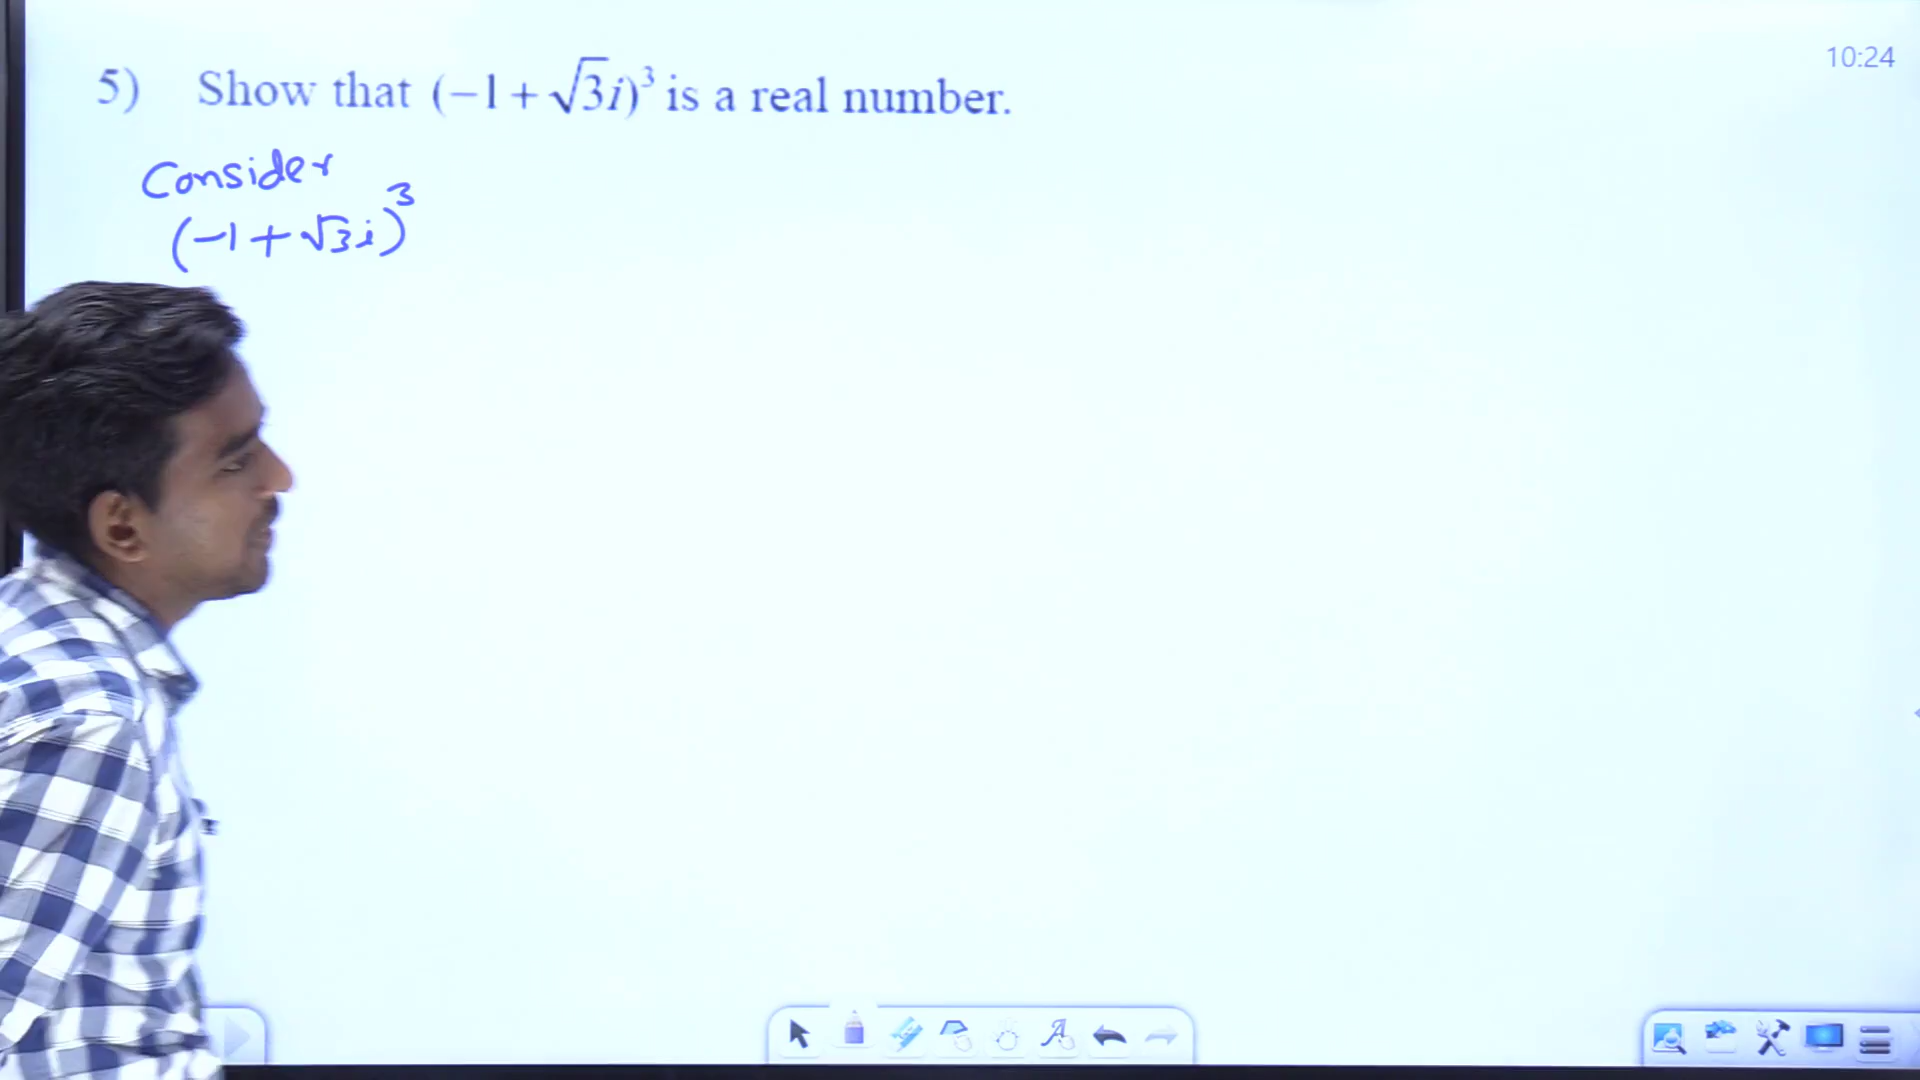 10:24
5) Show that (−1 + √3i)³ is a real number.
Consider
(−1 + √3i)³